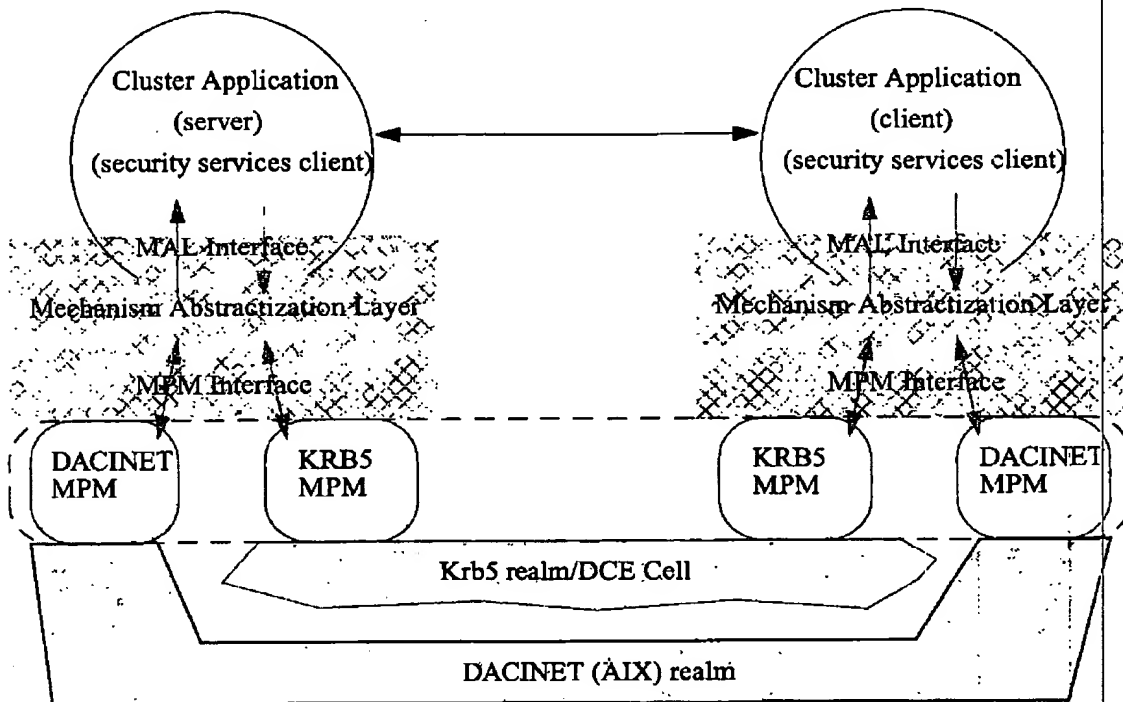 Cluster Application
(server)
(security services client)
Cluster Application
(client)
(security services client)
MAL Interface
MAL Interface
Mechanism Abstractization Layer
Mechanism Abstractization Layer
MPM Interface
MPM Interface
DACINET
MPM
KRB5
MPM
KRB5
MPM
DACINET
MPM
Krb5 realm/DCE Cell
DACINET (AIX) realm